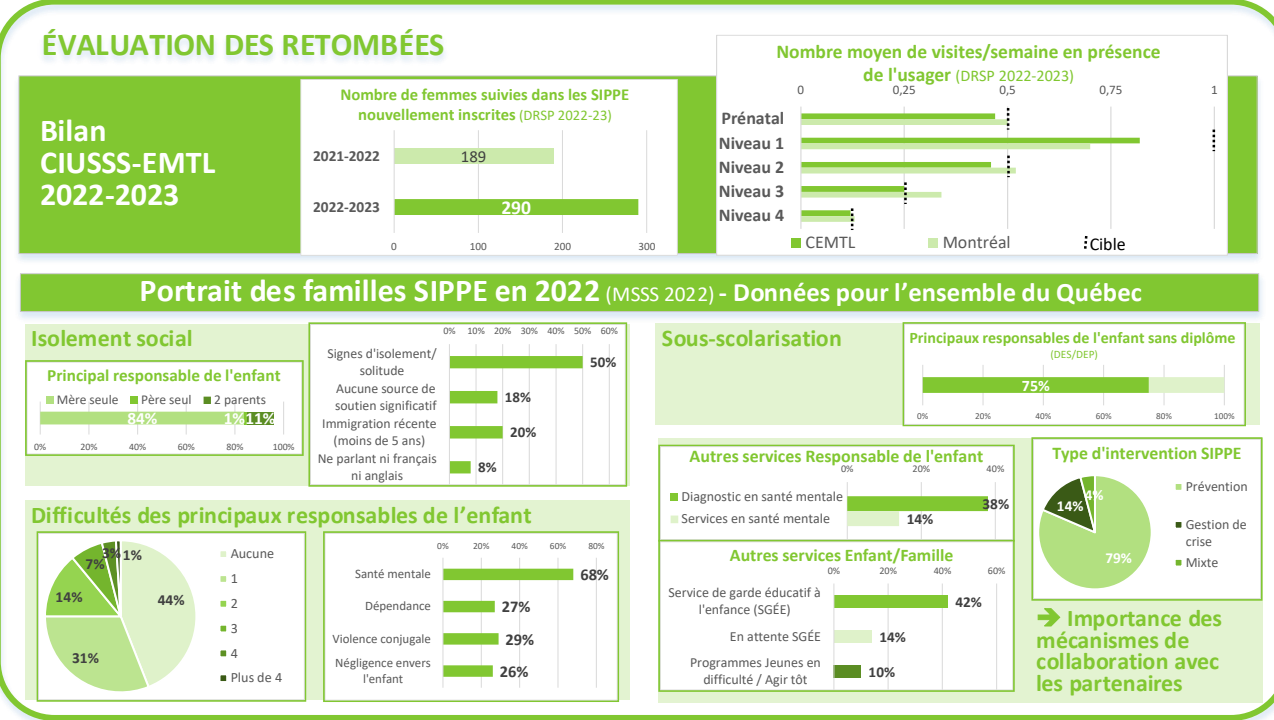 ÉVALUATION DES RETOMBÉES
Bilan
CIUSSS-EMTL
2022-2023
Nombre de femmes suivies dans les SIPPE
nouvellement inscrites (DRSP 2022-23)
2021-2022
189
2022-2023
290
0 100 200 300
Nombre moyen de visites/semaine en présence
de l'usager (DRSP 2022-2023)
0 0,25 0,5 0,75 1
Prénatal
Niveau 1
Niveau 2
Niveau 3
Niveau 4
CEMTL Montréal Cible
Portrait des familles SIPPE en 2022 (MSSS 2022) - Données pour l’ensemble du Québec
Isolement social
Principal responsable de l'enfant
Mère seule Père seul 2 parents
84% 1% 11%
0% 20% 40% 60% 80% 100%
0% 10% 20% 30% 40% 50% 60%
Signes d'isolement/
solitude
50%
Aucune source de
soutien significatif
18%
Immigration récente
(moins de 5 ans)
20%
Ne parlant ni français
ni anglais
8%
Sous-scolarisation
Principaux responsables de l'enfant sans diplôme
(DES/DEP)
75%
0% 20% 40% 60% 80% 100%
Difficultés des principaux responsables de l’enfant
44%
31%
14%
7%
3%
1%
Aucune
1
2
3
4
Plus de 4
0% 20% 40% 60% 80%
Santé mentale
68%
Dépendance
27%
Violence conjugale
29%
Négligence envers
l'enfant
26%
Autres services Responsable de l'enfant
0% 20% 40%
Diagnostic en santé mentale
38%
Services en santé mentale
14%
Autres services Enfant/Famille
0% 20% 40% 60%
Service de garde éducatif à
l'enfance (SGÉE)
42%
En attente SGÉE
14%
Programmes Jeunes en
difficulté / Agir tôt
10%
Type d'intervention SIPPE
79%
14%
4%
Prévention
Gestion de
crise
Mixte
➔ Importance des
mécanismes de
collaboration avec
les partenaires